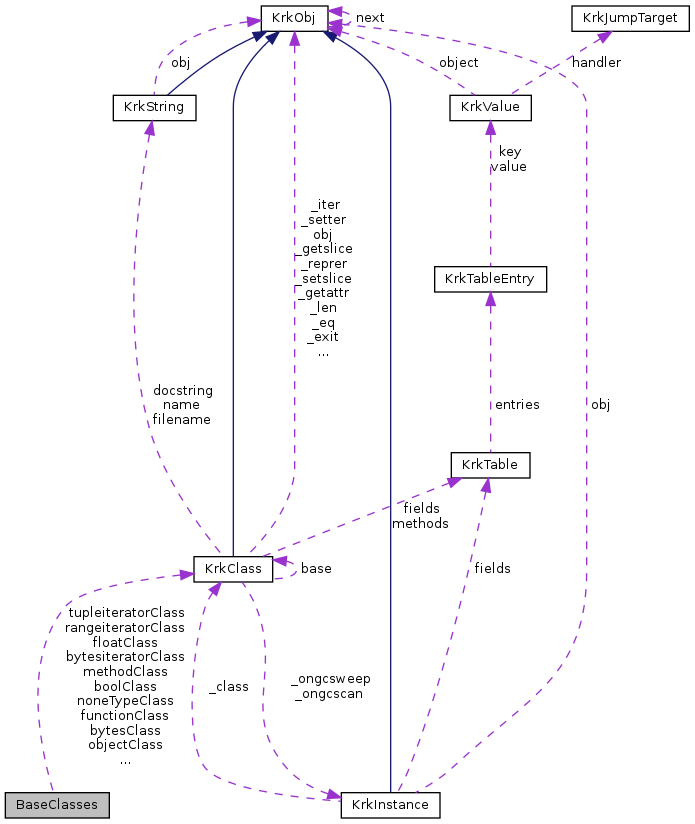 KrkObj
next
KrkJumpTarget
obj
object
handler
KrkString
KrkValue
key
value
_iter
_setter
obj
_getslice
_reprer
_setslice
_getattr
_len
_eq
_exit
...
KrkTableEntry
docstring
name
filename
entries
obj
KrkTable
fields
methods
KrkClass
base
fields
tupleiteratorClass
rangeiteratorClass
floatClass
bytesiteratorClass
methodClass
boolClass
noneTypeClass
functionClass
bytesClass
objectClass
...
_class
_ongcsweep
_ongcscan
BaseClasses
KrkInstance